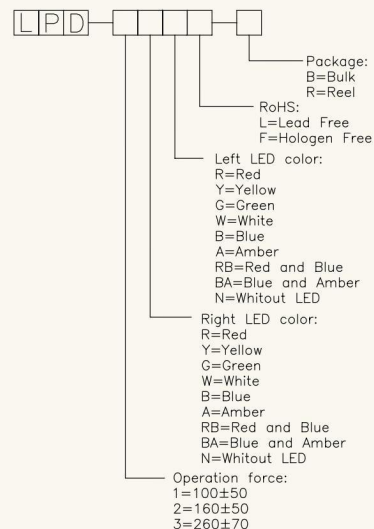 LPD
Package:
B=Bulk
R=Reel
RoHS:
L=Lead Free
F=Hologen Free
Left LED color:
R=Red
Y=Yellow
G=Green
W=White
B=Blue
A=Amber
RB=Red and Blue
BA=Blue and Amber
N=Whitout LED
Right LED color:
R=Red
Y=Yellow
G=Green
W=White
B=Blue
A=Amber
RB=Red and Blue
BA=Blue and Amber
N=Whitout LED
Operation force:
1=100±50
2=160±50
3=260±70